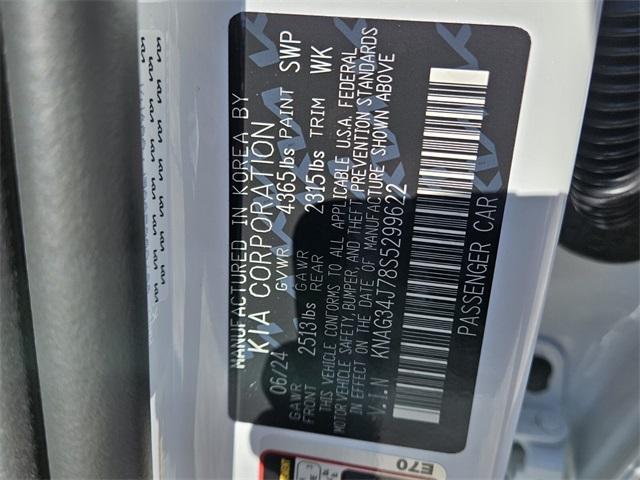 MANUFACTURED IN KOREA BY
KIA CORPORATION
06/24 GVWR 4365lbs PAINT SWP
GAWR FRONT 2513lbs GAWR REAR 2315lbs TRIM WK
THIS VEHICLE CONFORMS TO ALL APPLICABLE U.S.A. FEDERAL
MOTOR VEHICLE SAFETY, BUMPER, AND THEFT PREVENTION STANDARDS
IN EFFECT ON THE DATE OF MANUFACTURE SHOWN ABOVE
V.I.N KNAG34J78S5299622
PASSENGER CAR
E70